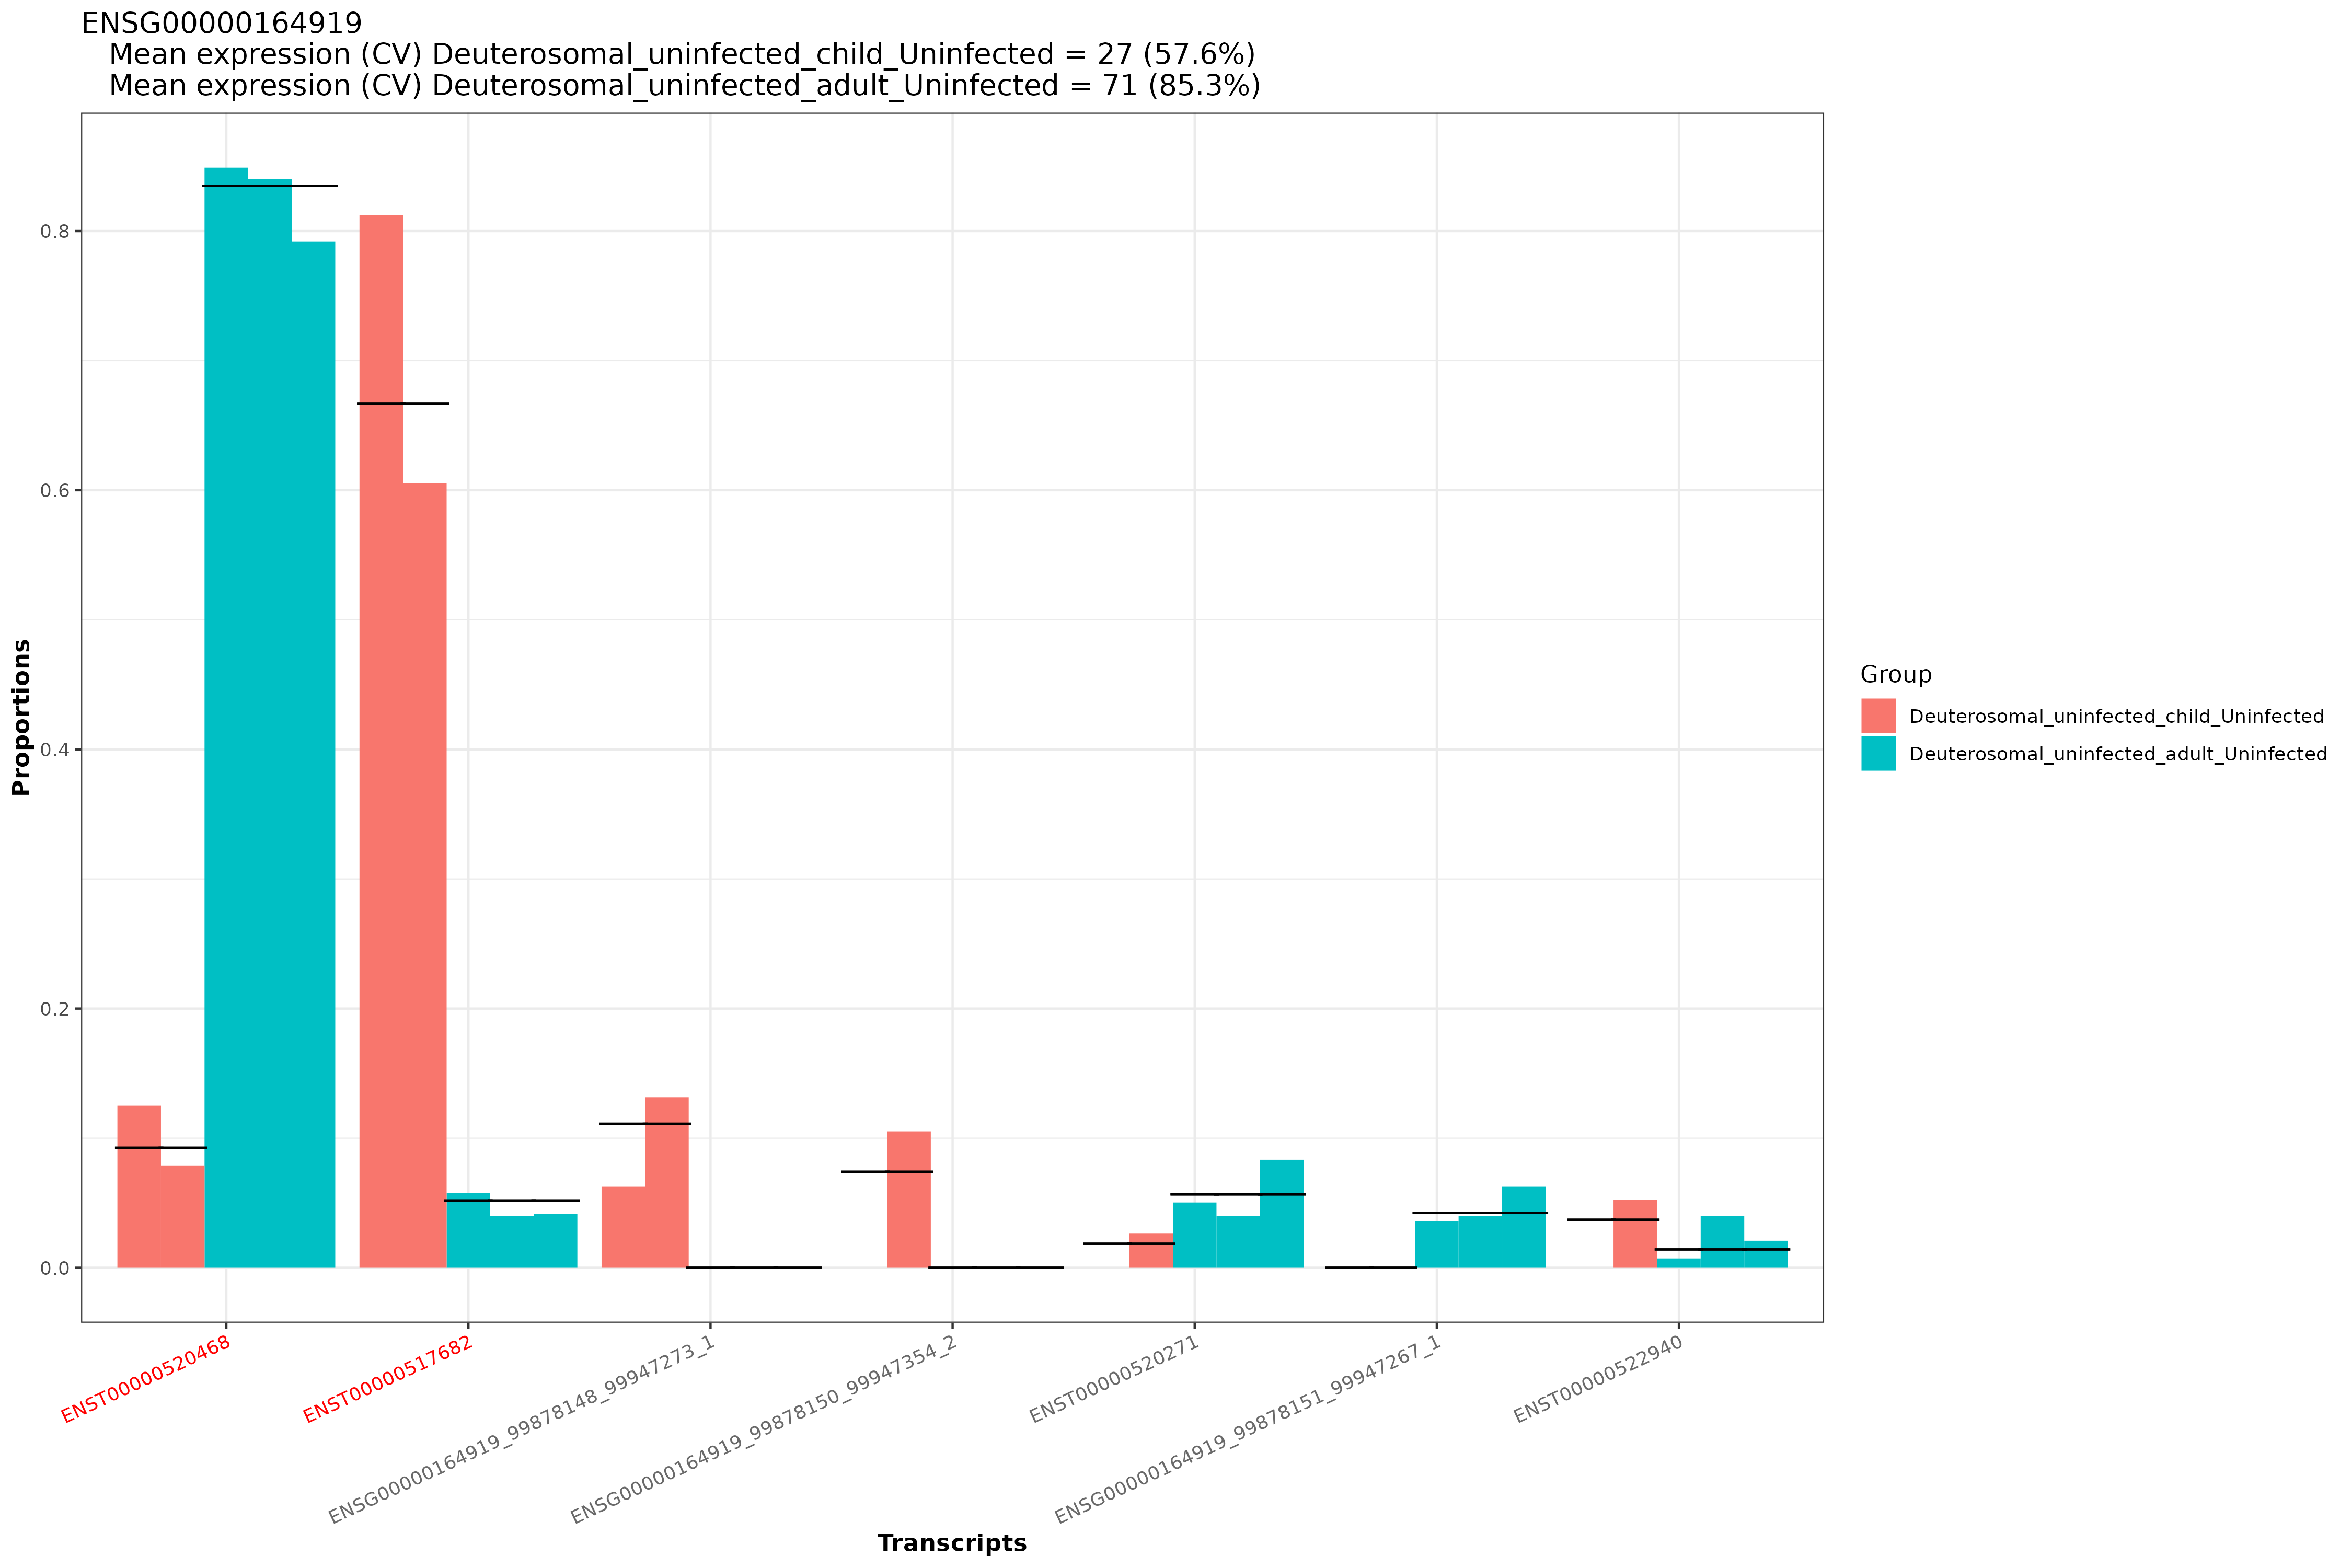 ENSG00000164919
Mean expression (CV) Deuterosomal_uninfected_child_Uninfected = 27 (57.6%)
Mean expression (CV) Deuterosomal_uninfected_adult_Uninfected = 71 (85.3%)
0.8
0.6
0.4
0.2
0.0
Proportions
Group
Deuterosomal_uninfected_child_Uninfected
Deuterosomal_uninfected_adult_Uninfected
ENST00000520468
ENST00000517682
ENSG00000164919_99878148_99947273_1
ENSG00000164919_99878150_99947354_2
ENST00000520271
ENSG00000164919_99878151_99947267_1
ENST00000522940
Transcripts